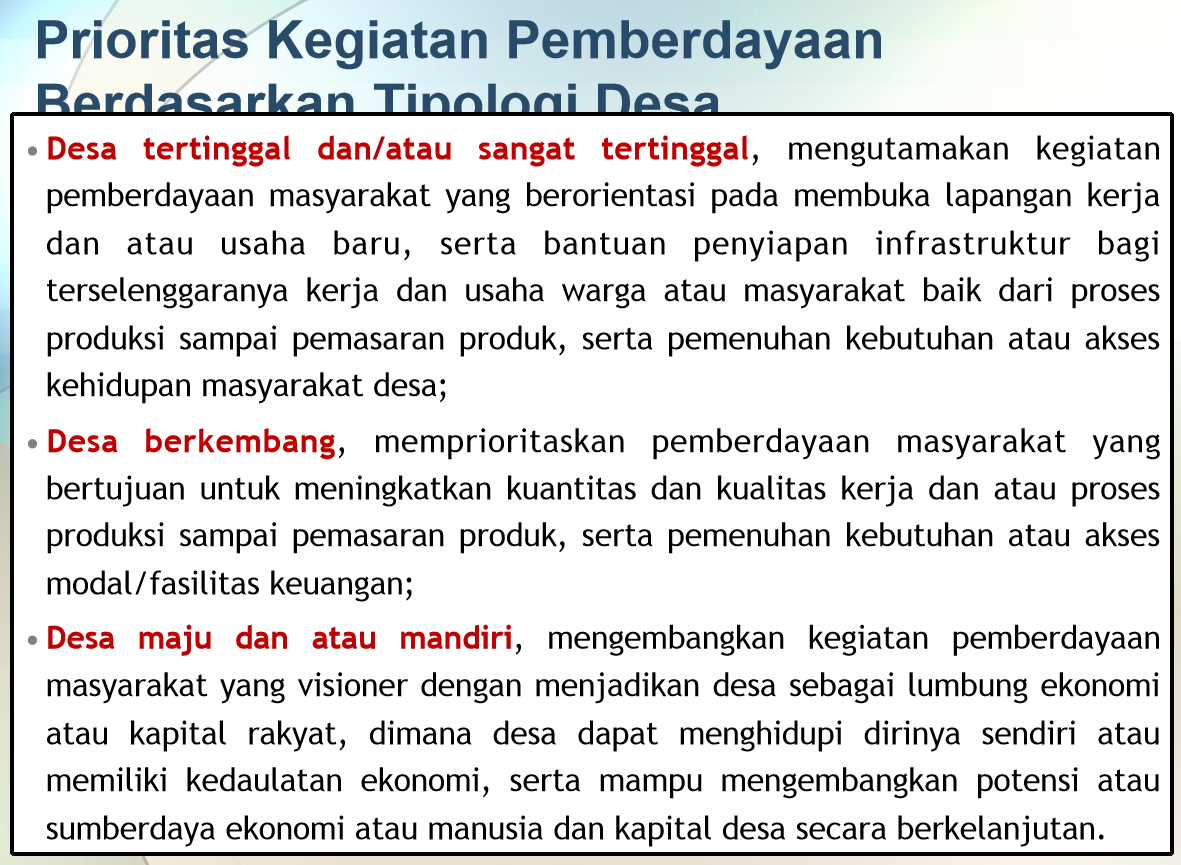 Prioritas Kegiatan Pemberdayaan
Berdasarkan Tipologi Desa
• Desa tertinggal dan/atau sangat tertinggal, mengutamakan kegiatan
pemberdayaan masyarakat yang berorientasi pada membuka lapangan kerja
dan atau usaha baru, serta bantuan penyiapan infrastruktur bagi
terselenggaranya kerja dan usaha warga atau masyarakat baik dari proses
produksi sampai pemasaran produk, serta pemenuhan kebutuhan atau akses
kehidupan masyarakat desa;
• Desa berkembang, memprioritaskan pemberdayaan masyarakat yang
bertujuan untuk meningkatkan kuantitas dan kualitas kerja dan atau proses
produksi sampai pemasaran produk, serta pemenuhan kebutuhan atau akses
modal/fasilitas keuangan;
• Desa maju dan atau mandiri, mengembangkan kegiatan pemberdayaan
masyarakat yang visioner dengan menjadikan desa sebagai lumbung ekonomi
atau kapital rakyat, dimana desa dapat menghidupi dirinya sendiri atau
memiliki kedaulatan ekonomi, serta mampu mengembangkan potensi atau
sumberdaya ekonomi atau manusia dan kapital desa secara berkelanjutan.